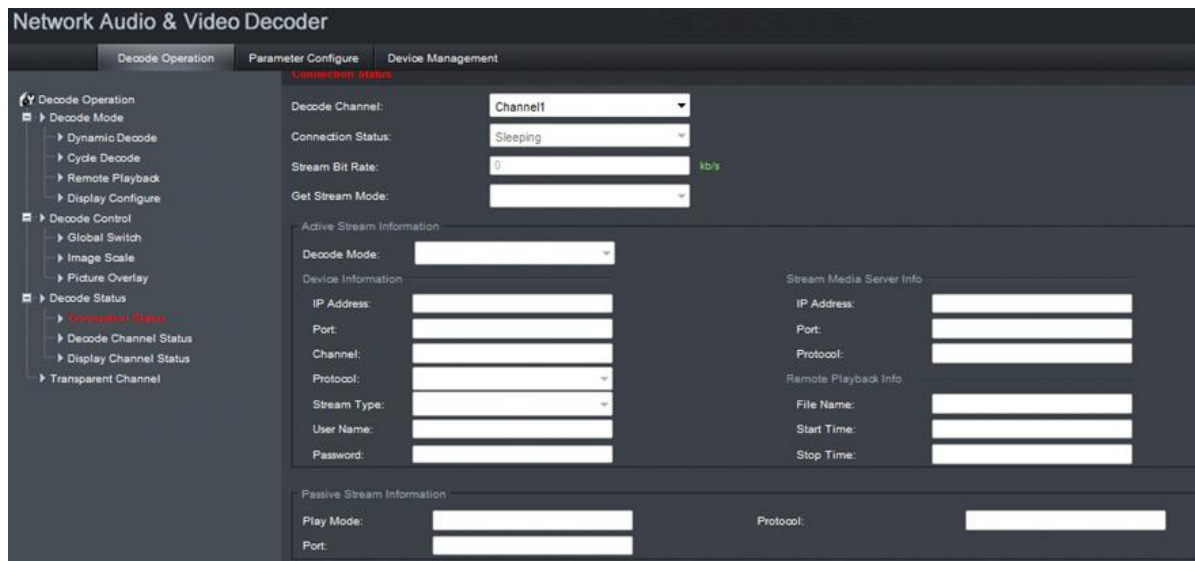 Network Audio & Video Decoder
Decode Operation Parameter Configure Device Management
Decode Operation
Decode Mode
Dynamic Decode
Cycle Decode
Remote Playback
Display Configure
Decode Control
Global Switch
Image Scale
Picture Overlay
Decode Status
Connection Status
Decode Channel Status
Display Channel Status
Transparent Channel
Connection Status
Decode Channel: Channel1
Connection Status: Sleeping
Stream Bit Rate: 0 kb/s
Get Stream Mode:
Active Stream Information
Decode Mode:
Device Information
IP Address:
Port:
Channel:
Protocol:
Stream Type:
User Name:
Password:
Stream Media Server Info
IP Address:
Port:
Protocol:
Remote Playback Info
File Name:
Start Time:
Stop Time:
Passive Stream Information
Play Mode: Protocol:
Port: